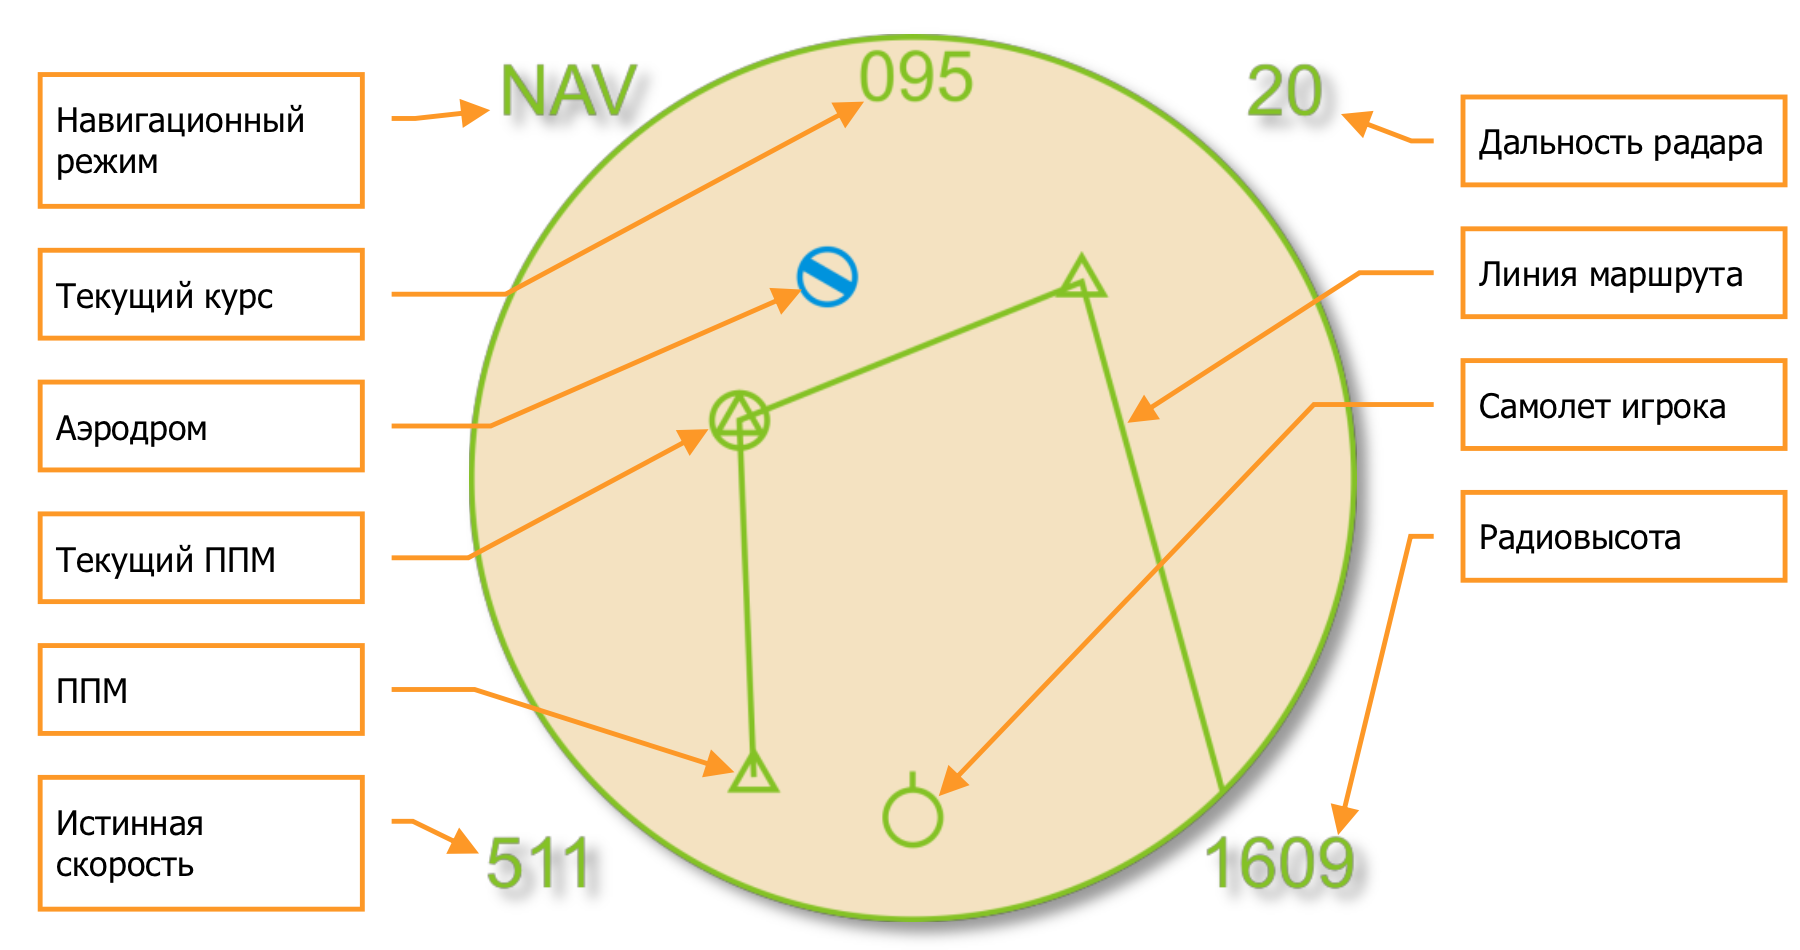 Навигационный
режим
Текущий курс
Аэродром
Текущий ППМ
ППМ
Истинная
скорость
NAV
095
20
511
1609
Дальность радара
Линия маршрута
Самолет игрока
Радиовысота